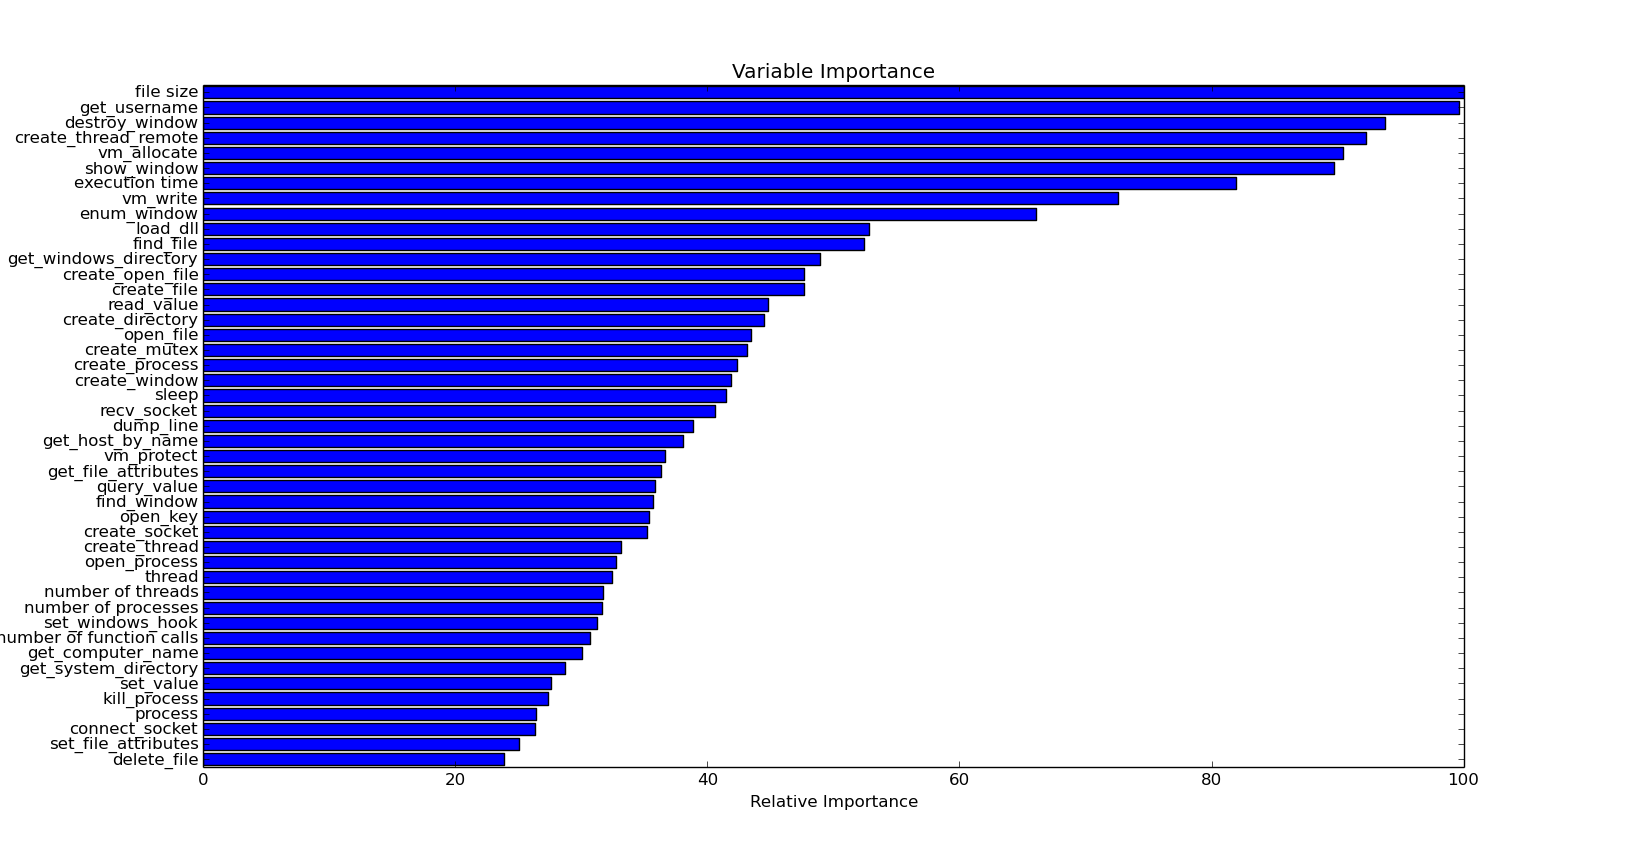 Variable Importance
file size
get_username
destroy_window
create_thread_remote
vm_allocate
show_window
execution time
vm_write
enum_window
load_dll
find_file
get_windows_directory
create_open_file
create_file
read_value
create_directory
open_file
create_mutex
create_process
create_window
sleep
recv_socket
dump_line
get_host_by_name
vm_protect
get_file_attributes
query_value
find_window
open_key
create_socket
create_thread
open_process
thread
number of threads
number of processes
set_windows_hook
number of function calls
get_computer_name
get_system_directory
set_value
kill_process
process
connect_socket
set_file_attributes
delete_file
0 20 40 60 80 100
Relative Importance